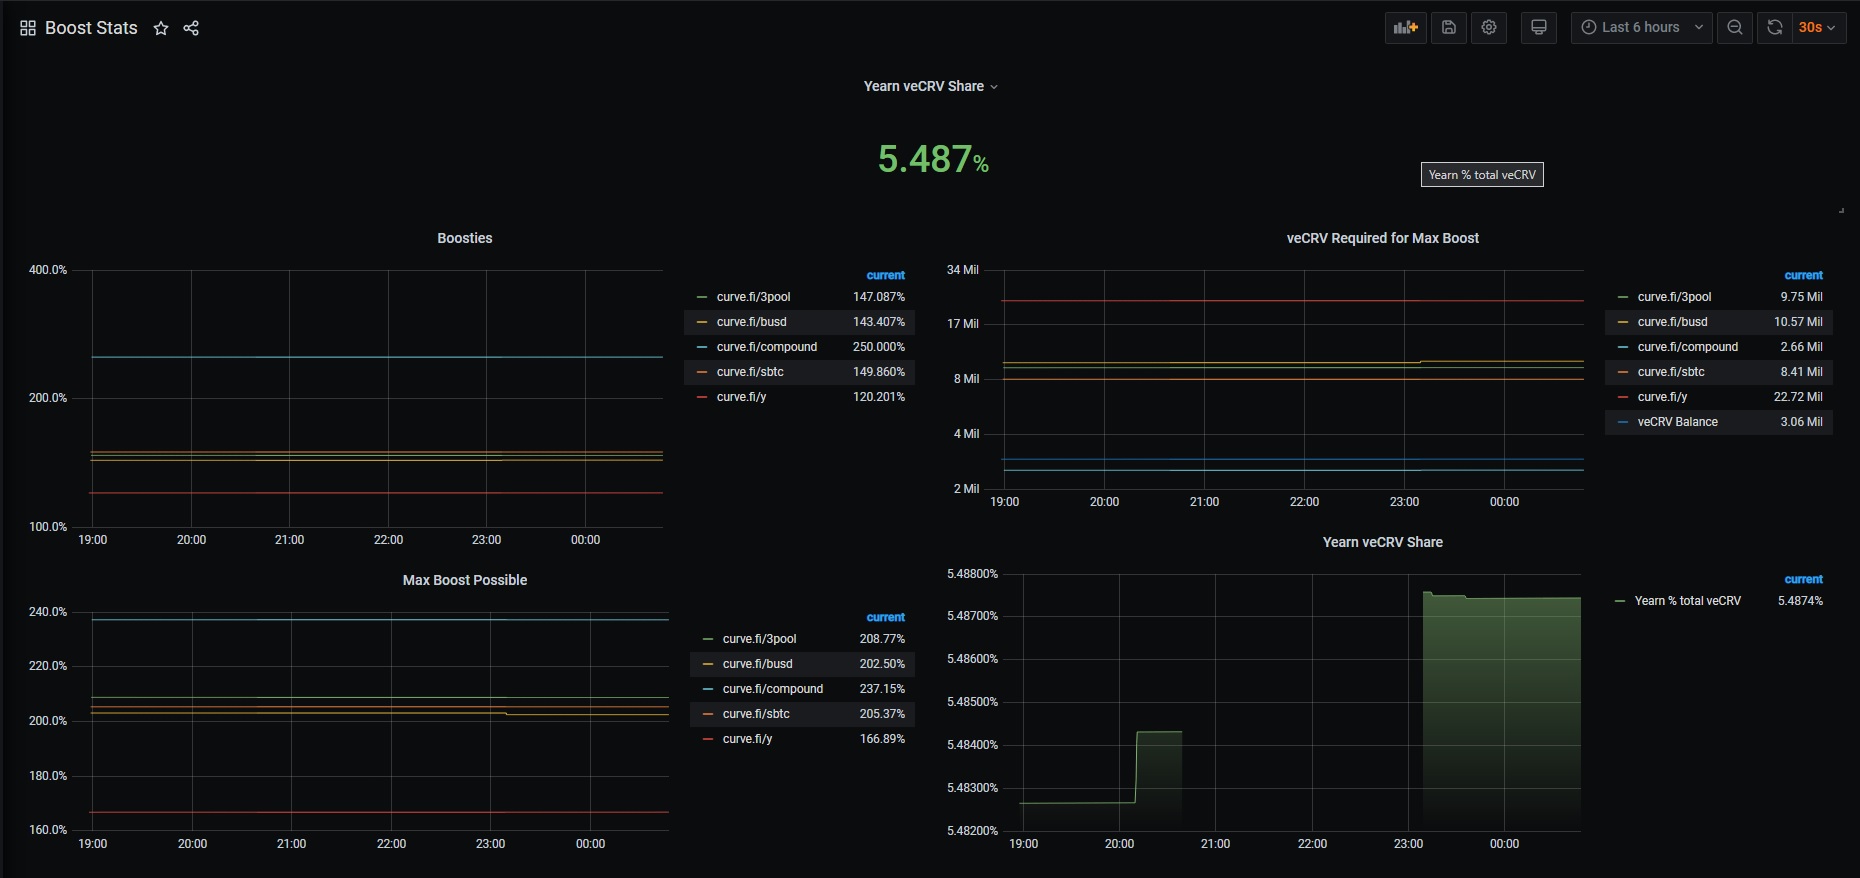 Boost Stats
Last 6 hours
30s
Yearn veCRV Share
5.487%
Yearn % total veCRV
Boosties
400.0%
200.0%
100.0%
19:00 20:00 21:00 22:00 23:00 00:00
current
curve.fi/3pool 147.087%
curve.fi/busd 143.407%
curve.fi/compound 250.000%
curve.fi/sbtc 149.860%
curve.fi/y 120.201%
veCRV Required for Max Boost
34 Mil
17 Mil
8 Mil
4 Mil
2 Mil
19:00 20:00 21:00 22:00 23:00 00:00
current
curve.fi/3pool 9.75 Mil
curve.fi/busd 10.57 Mil
curve.fi/compound 2.66 Mil
curve.fi/sbtc 8.41 Mil
curve.fi/y 22.72 Mil
veCRV Balance 3.06 Mil
Max Boost Possible
240.0%
220.0%
200.0%
180.0%
160.0%
19:00 20:00 21:00 22:00 23:00 00:00
current
curve.fi/3pool 208.77%
curve.fi/busd 202.50%
curve.fi/compound 237.15%
curve.fi/sbtc 205.37%
curve.fi/y 166.89%
Yearn veCRV Share
5.48800%
5.48700%
5.48600%
5.48500%
5.48400%
5.48300%
5.48200%
19:00 20:00 21:00 22:00 23:00 00:00
current
Yearn % total veCRV 5.4874%